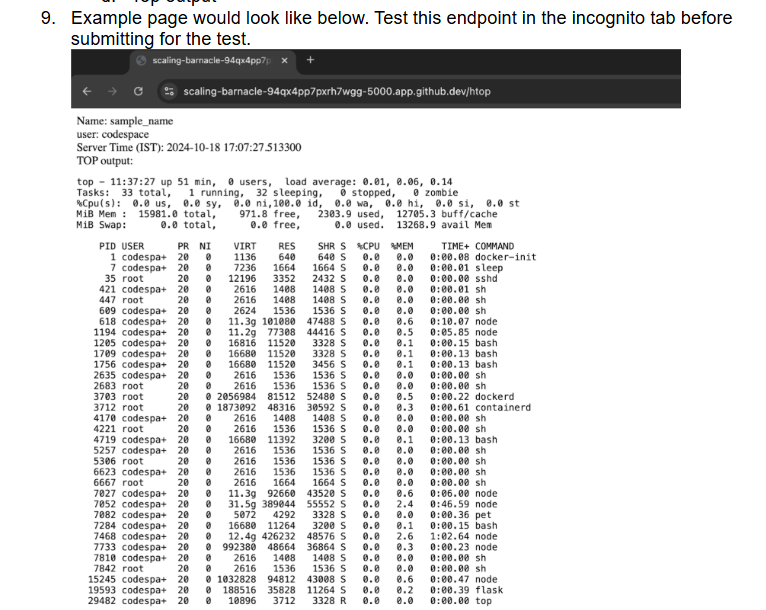 9. Example page would look like below. Test this endpoint in the incognito tab before
submitting for the test.
scaling-barnacle-94qx4pp7p
scaling-barnacle-94qx4pp7pxrh7wgg-5000.app.github.dev/htop
Name: sample_name
user: codespace
Server Time (IST): 2024-10-18 17:07:27.513300
TOP output:
top - 11:37:27 up 51 min, 0 users, load average: 0.01, 0.06, 0.14
Tasks: 33 total, 1 running, 32 sleeping, 0 stopped, 0 zombie
%Cpu(s): 0.0 us, 0.0 sy, 0.0 ni,100.0 id, 0.0 wa, 0.0 hi, 0.0 si, 0.0 st
MiB Mem : 15981.0 total, 971.8 free, 2303.9 used, 12705.3 buff/cache
MiB Swap: 0.0 total, 0.0 free, 0.0 used. 13268.9 avail Mem
PID USER PR NI VIRT RES SHR S %CPU %MEM TIME+ COMMAND
1 codespa+ 20 0 1136 640 640 S 0.0 0.0 0:00.08 docker-init
7 codespa+ 20 0 7236 1664 1664 S 0.0 0.0 0:00.01 sleep
35 root 20 0 12196 3352 2432 S 0.0 0.0 0:00.00 sshd
421 codespa+ 20 0 2616 1408 1408 S 0.0 0.0 0:00.01 sh
447 root 20 0 2616 1408 1408 S 0.0 0.0 0:00.00 sh
609 codespa+ 20 0 2624 1536 1536 S 0.0 0.0 0:00.00 sh
618 codespa+ 20 0 11.3g 101080 47488 S 0.0 0.6 0:10.07 node
1194 codespa+ 20 0 11.2g 77308 44416 S 0.0 0.5 0:05.85 node
1205 codespa+ 20 0 16816 11520 3328 S 0.0 0.1 0:00.15 bash
1709 codespa+ 20 0 16680 11520 3328 S 0.0 0.1 0:00.13 bash
1756 codespa+ 20 0 16680 11520 3456 S 0.0 0.1 0:00.13 bash
2635 codespa+ 20 0 2616 1536 1536 S 0.0 0.0 0:00.00 sh
2683 root 20 0 2616 1536 1536 S 0.0 0.0 0:00.00 sh
3703 root 20 0 2056984 81512 52480 S 0.0 0.5 0:00.22 dockerd
3712 root 20 0 1873092 48316 30592 S 0.0 0.3 0:00.61 containerd
4170 codespa+ 20 0 2616 1408 1408 S 0.0 0.0 0:00.00 sh
4221 root 20 0 2616 1536 1536 S 0.0 0.0 0:00.00 sh
4719 codespa+ 20 0 16680 11392 3200 S 0.0 0.1 0:00.13 bash
5257 codespa+ 20 0 2616 1536 1536 S 0.0 0.0 0:00.00 sh
5306 root 20 0 2616 1536 1536 S 0.0 0.0 0:00.00 sh
6623 codespa+ 20 0 2616 1536 1536 S 0.0 0.0 0:00.00 sh
6667 root 20 0 2616 1664 1664 S 0.0 0.0 0:00.00 sh
7027 codespa+ 20 0 11.3g 92660 43520 S 0.0 0.6 0:06.00 node
7052 codespa+ 20 0 31.5g 389044 55552 S 0.0 2.4 0:46.59 node
7082 codespa+ 20 0 5072 4292 3328 S 0.0 0.0 0:00.36 pet
7284 codespa+ 20 0 16680 11264 3200 S 0.0 0.1 0:00.15 bash
7468 codespa+ 20 0 12.4g 426232 48576 S 0.0 2.6 1:02.64 node
7733 codespa+ 20 0 992380 48664 36864 S 0.0 0.3 0:00.23 node
7810 codespa+ 20 0 2616 1408 1408 S 0.0 0.0 0:00.00 sh
7842 root 20 0 2616 1536 1536 S 0.0 0.0 0:00.00 sh
15245 codespa+ 20 0 1032828 94812 43008 S 0.0 0.6 0:00.47 node
19593 codespa+ 20 0 188516 35828 11264 S 0.0 0.2 0:00.39 flask
29482 codespa+ 20 0 10896 3712 3328 R 0.0 0.0 0:00.00 top